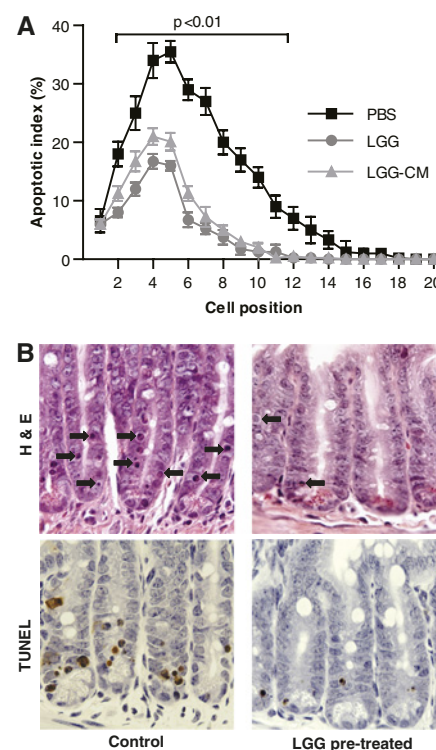 A
p<0.01
40
30
20
10
0
Apoptotic index (%)
PBS
LGG
LGG-CM
2 4 6 8 10 12 14 16 18 20
Cell position
B
H & E
TUNEL
Control
LGG pre-treated